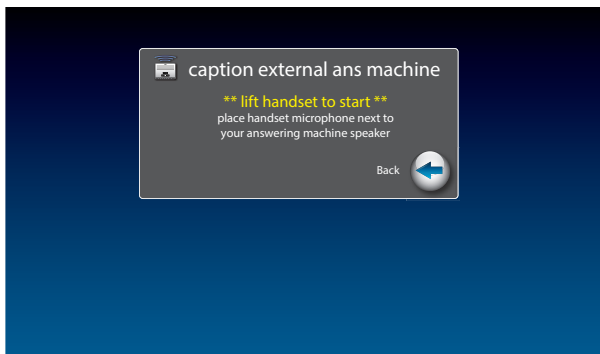 caption external ans machine
** lift handset to start **
place handset microphone next to
your answering machine speaker
Back